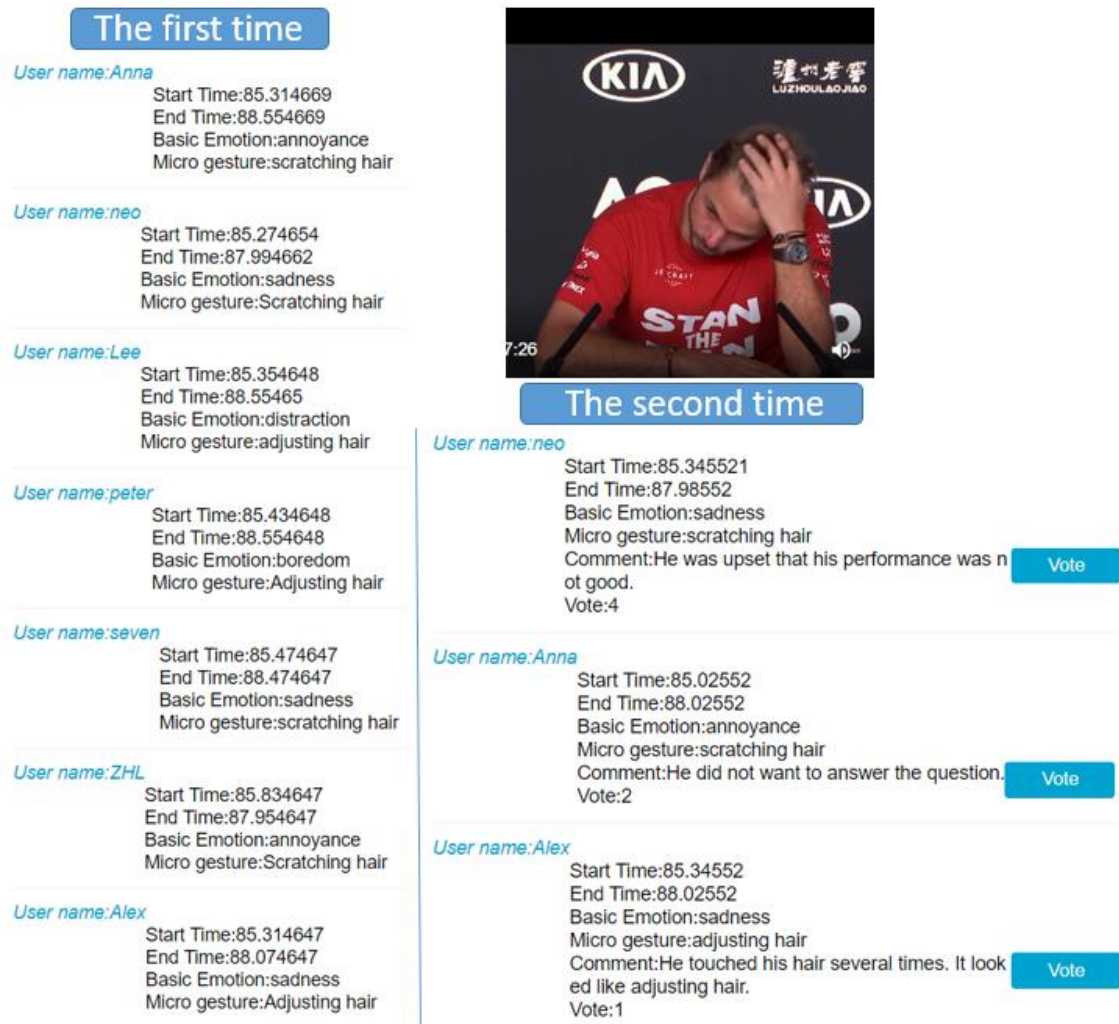 The first time
User name:Anna
Start Time:85.314669
End Time:88.554669
Basic Emotion:annoyance
Micro gesture:scratching hair
User name:neo
Start Time:85.274654
End Time:87.994662
Basic Emotion:sadness
Micro gesture:Scratching hair
User name:Lee
Start Time:85.354648
End Time:88.55465
Basic Emotion:distraction
Micro gesture:adjusting hair
User name:peter
Start Time:85.434648
End Time:88.554648
Basic Emotion:boredom
Micro gesture:Adjusting hair
User name:seven
Start Time:85.474647
End Time:88.474647
Basic Emotion:sadness
Micro gesture:scratching hair
User name:ZHL
Start Time:85.834647
End Time:87.954647
Basic Emotion:annoyance
Micro gesture:Scratching hair
User name:Alex
Start Time:85.314647
End Time:88.074647
Basic Emotion:sadness
Micro gesture:Adjusting hair
KIA
泸州老窖
LUZHOULAOJIAO
AO
KIA
STAN
THE
7:26
The second time
User name:neo
Start Time:85.345521
End Time:87.98552
Basic Emotion:sadness
Micro gesture:scratching hair
Comment:He was upset that his performance was n
ot good.
Vote:4
Vote
User name:Anna
Start Time:85.02552
End Time:88.02552
Basic Emotion:annoyance
Micro gesture:scratching hair
Comment:He did not want to answer the question.
Vote:2
Vote
User name:Alex
Start Time:85.34552
End Time:88.02552
Basic Emotion:sadness
Micro gesture:adjusting hair
Comment:He touched his hair several times. It look
ed like adjusting hair.
Vote:1
Vote